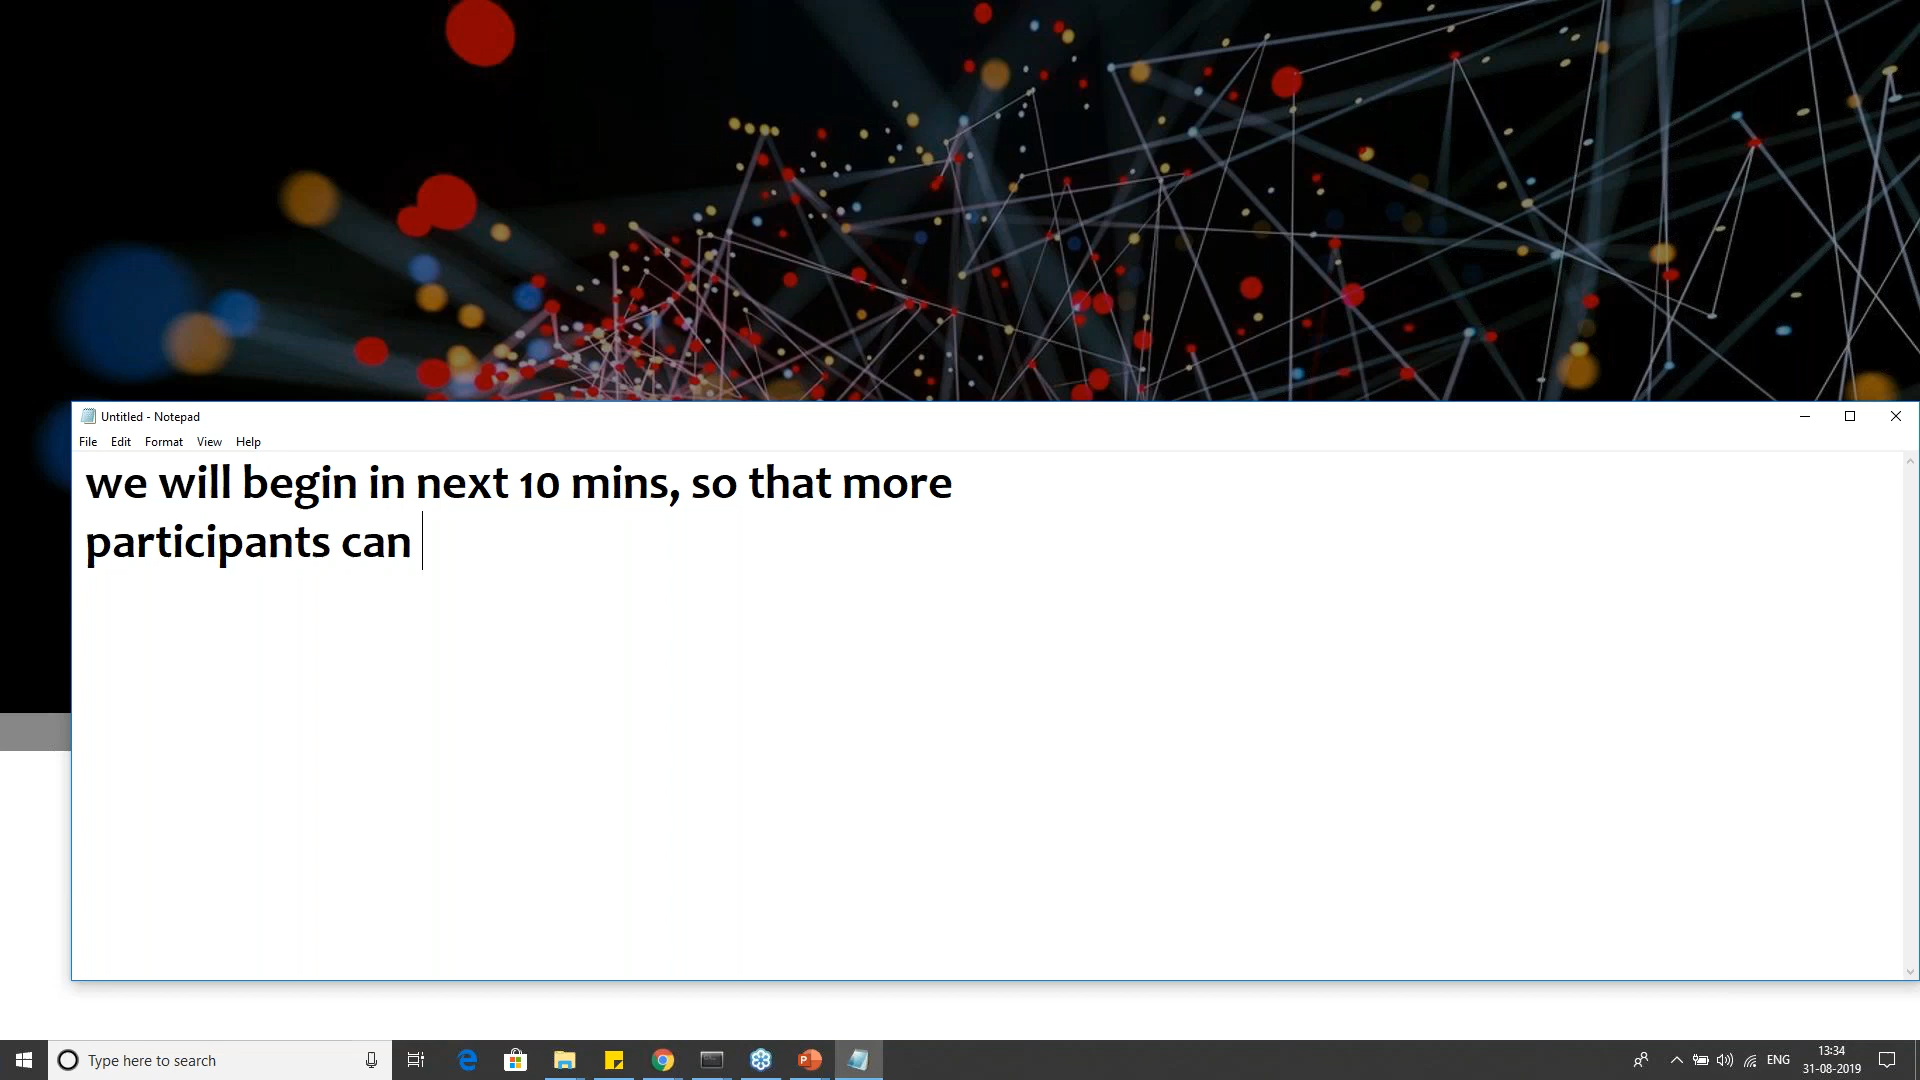 Untitled - Notepad
File Edit Format View Help
we will begin in next 10 mins, so that more
participants can
Type here to search
ENG
13:34
31-08-2019